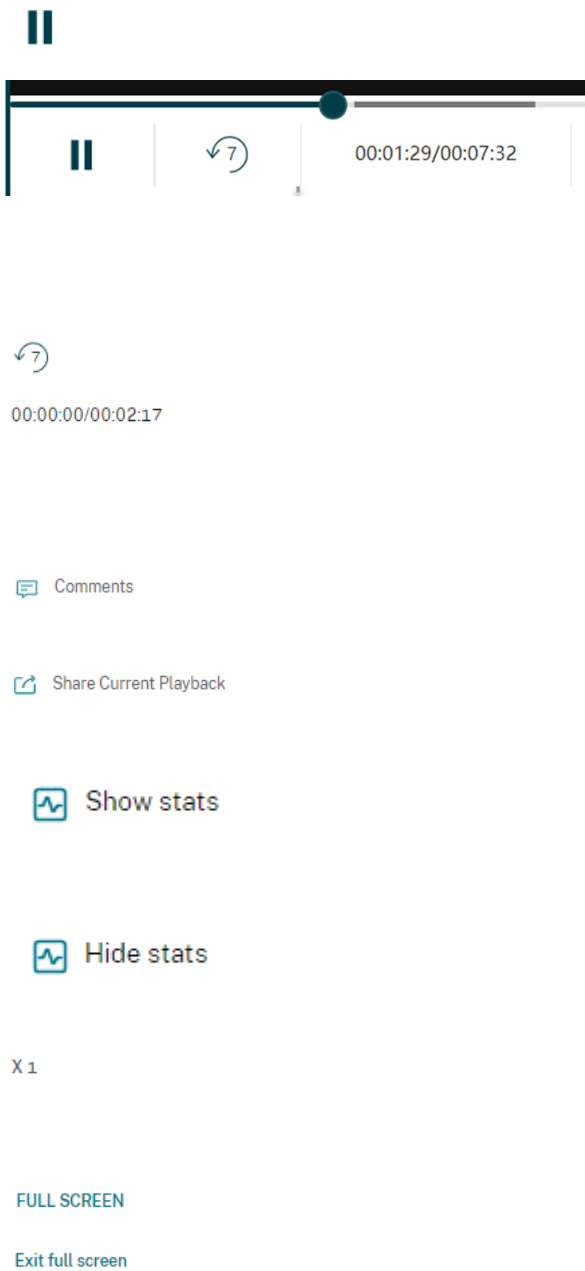 7 00:01:29/00:07:32
7
00:00:00/00:02:17
Comments
Share Current Playback
Show stats
Hide stats
X 1
FULL SCREEN
Exit full screen